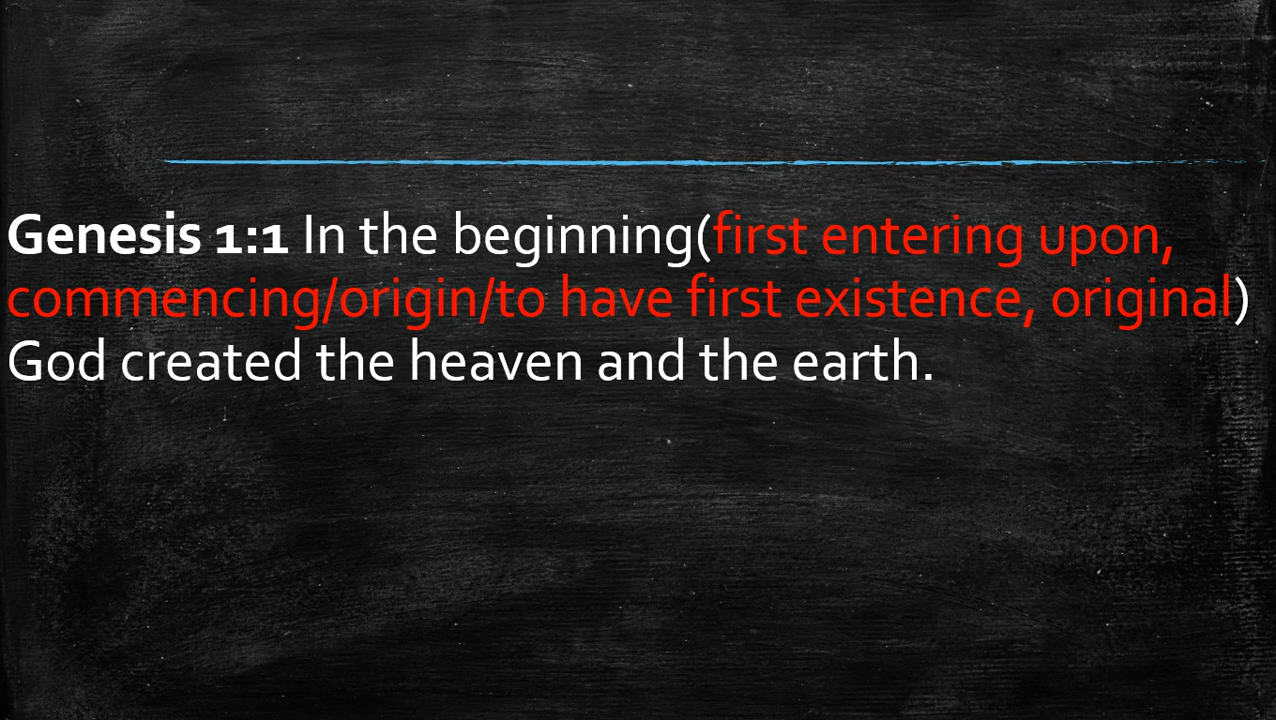 Genesis 1:1 In the beginning(first entering upon,
commencing/origin/to have first existence, original)
God created the heaven and the earth.